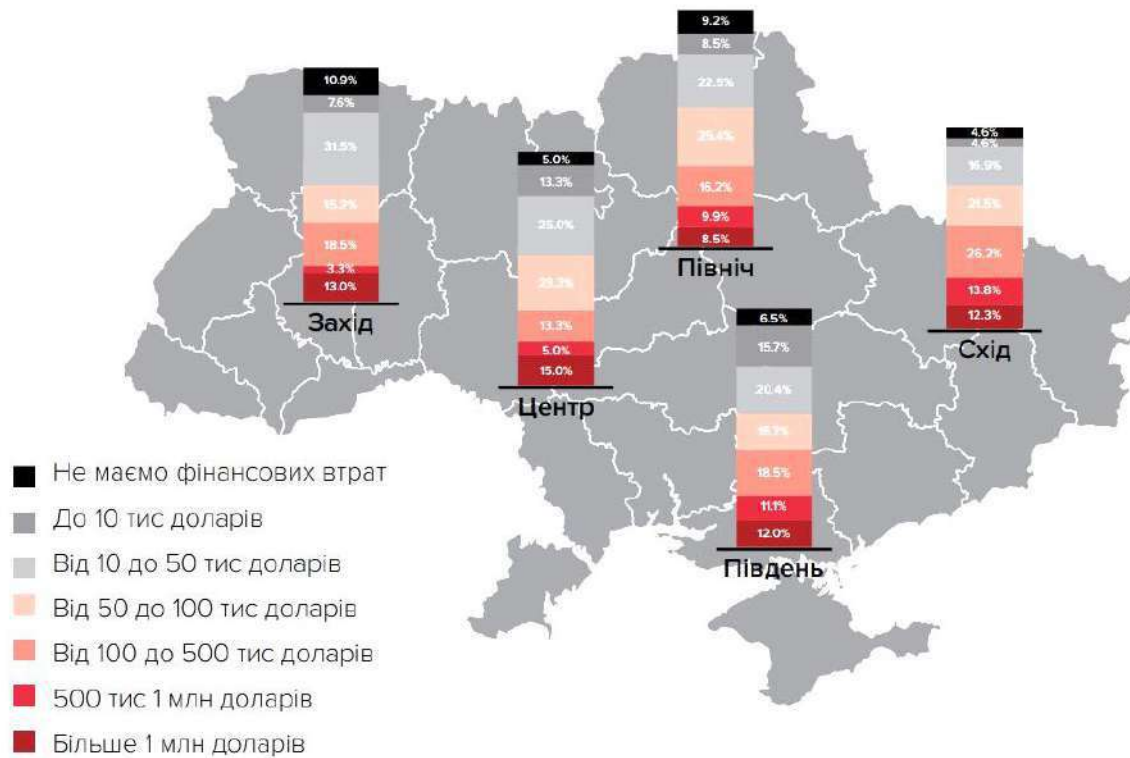 9.2%
8.5%
22.5%
25.4%
16.2%
9.9%
8.5%
Північ
10.9%
7.6%
31.5%
15.2%
18.5%
3.3%
13.0%
Захід
5.0%
13.3%
25.0%
23.3%
13.3%
5.0%
15.0%
Центр
4.6%
4.6%
16.9%
21.5%
26.2%
13.8%
12.3%
Схід
6.5%
15.7%
20.4%
15.7%
18.5%
11.1%
12.0%
Південь
Не маємо фінансових втрат
До 10 тис доларів
Від 10 до 50 тис доларів
Від 50 до 100 тис доларів
Від 100 до 500 тис доларів
500 тис 1 млн доларів
Більше 1 млн доларів